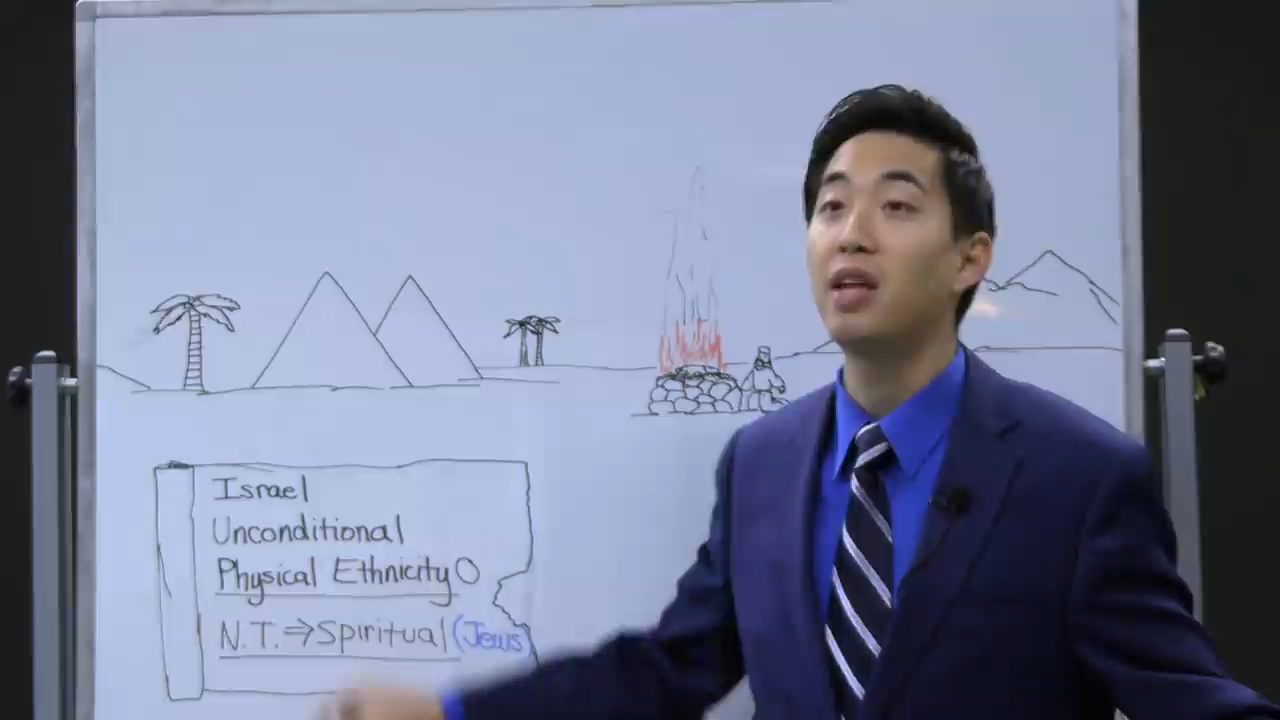 Israel
Unconditional
Physical Ethnicity O
N.T. ⇒ Spiritual (Jews)